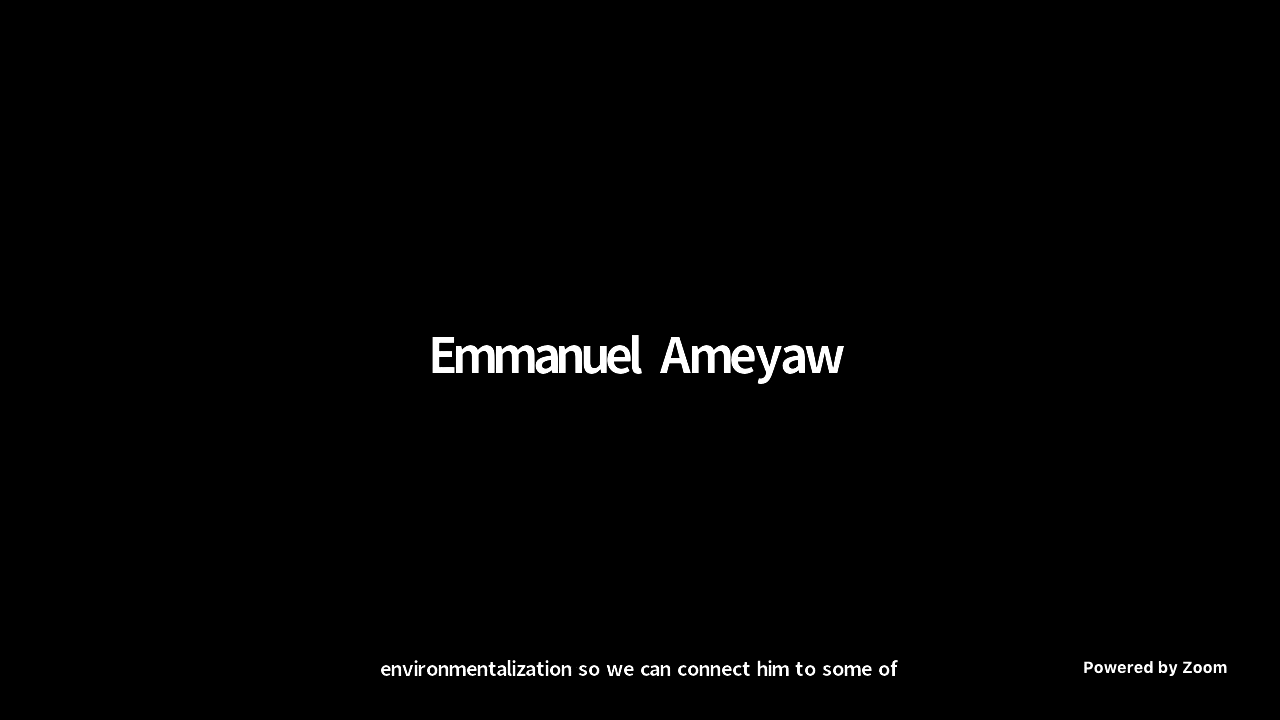 Emmanuel Ameyaw
environmentalization so we can connect him to some of
Powered by Zoom